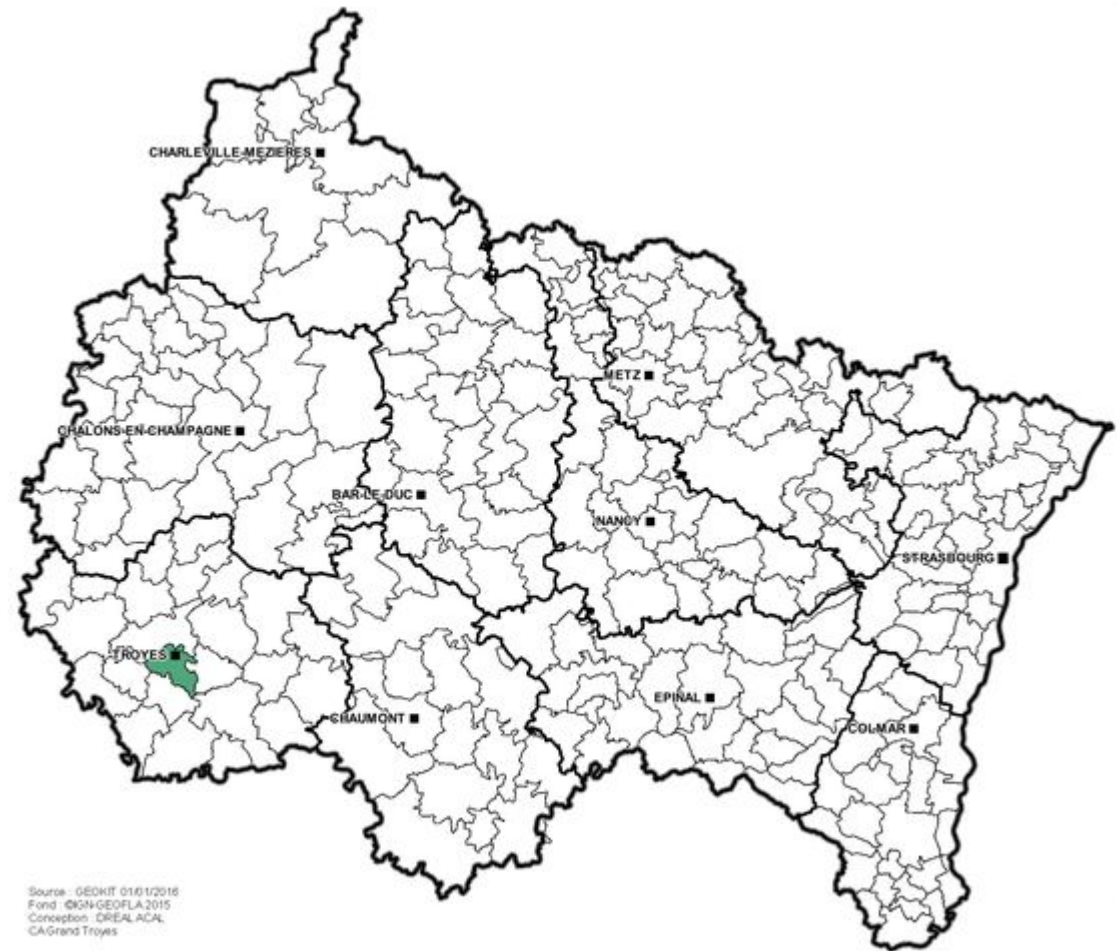 CHARLEVILLE-MEZIERES
METZ
CHALONS-EN-CHAMPAGNE
BAR-LE-DUC
NANCY
STRASBOURG
TROYES
EPINAL
CHAUMONT
COLMAR
Source : GEOKIT 01/01/2016
Fond : ©IGN-GEOFLA 2015
Conception : DREAL ACAL
CA Grand Troyes